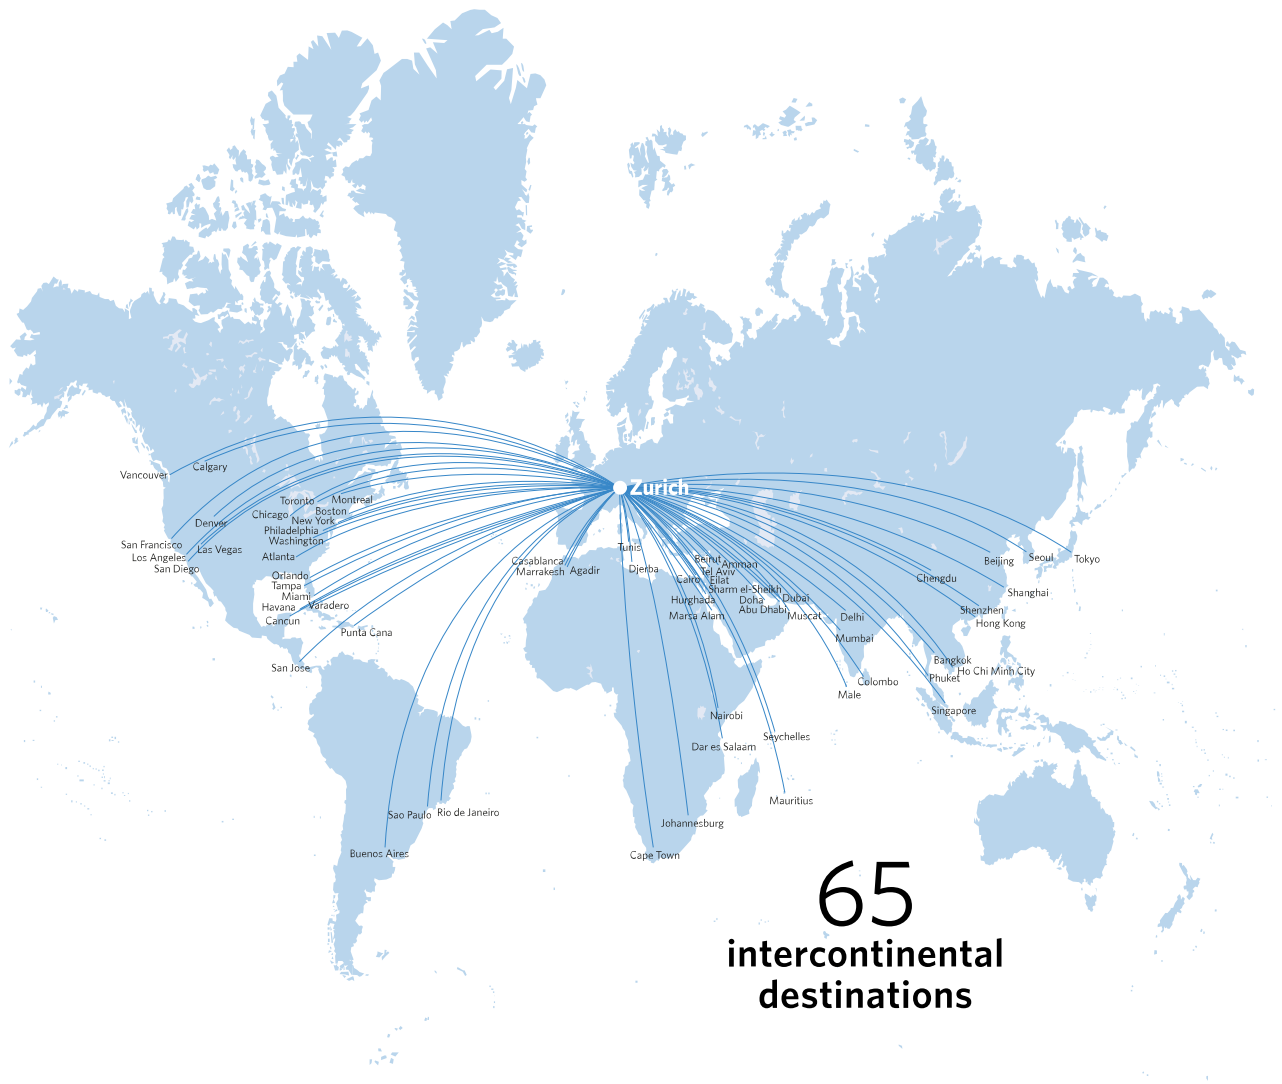 Zurich
Vancouver
Calgary
Toronto
Montreal
Chicago
Boston
Denver
New York
Philadelphia
Washington
San Francisco
Las Vegas
Los Angeles
San Diego
Atlanta
Orlando
Tampa
Miami
Havana
Varadero
Cancun
Punta Cana
San Jose
Sao Paulo
Rio de Janeiro
Buenos Aires
Casablanca
Marrakesh
Agadir
Tunis
Djerba
Beirut
Amman
Tel Aviv
Cairo
Eilat
Sharm el-Sheikh
Hurghada
Doha
Dubai
Abu Dhabi
Marsa Alam
Muscat
Delhi
Mumbai
Colombo
Male
Nairobi
Seychelles
Dar es Salaam
Mauritius
Johannesburg
Cape Town
Beijing
Seoul
Tokyo
Chengdu
Shanghai
Shenzhen
Hong Kong
Bangkok
Ho Chi Minh City
Phuket
Singapore
65
intercontinental
destinations